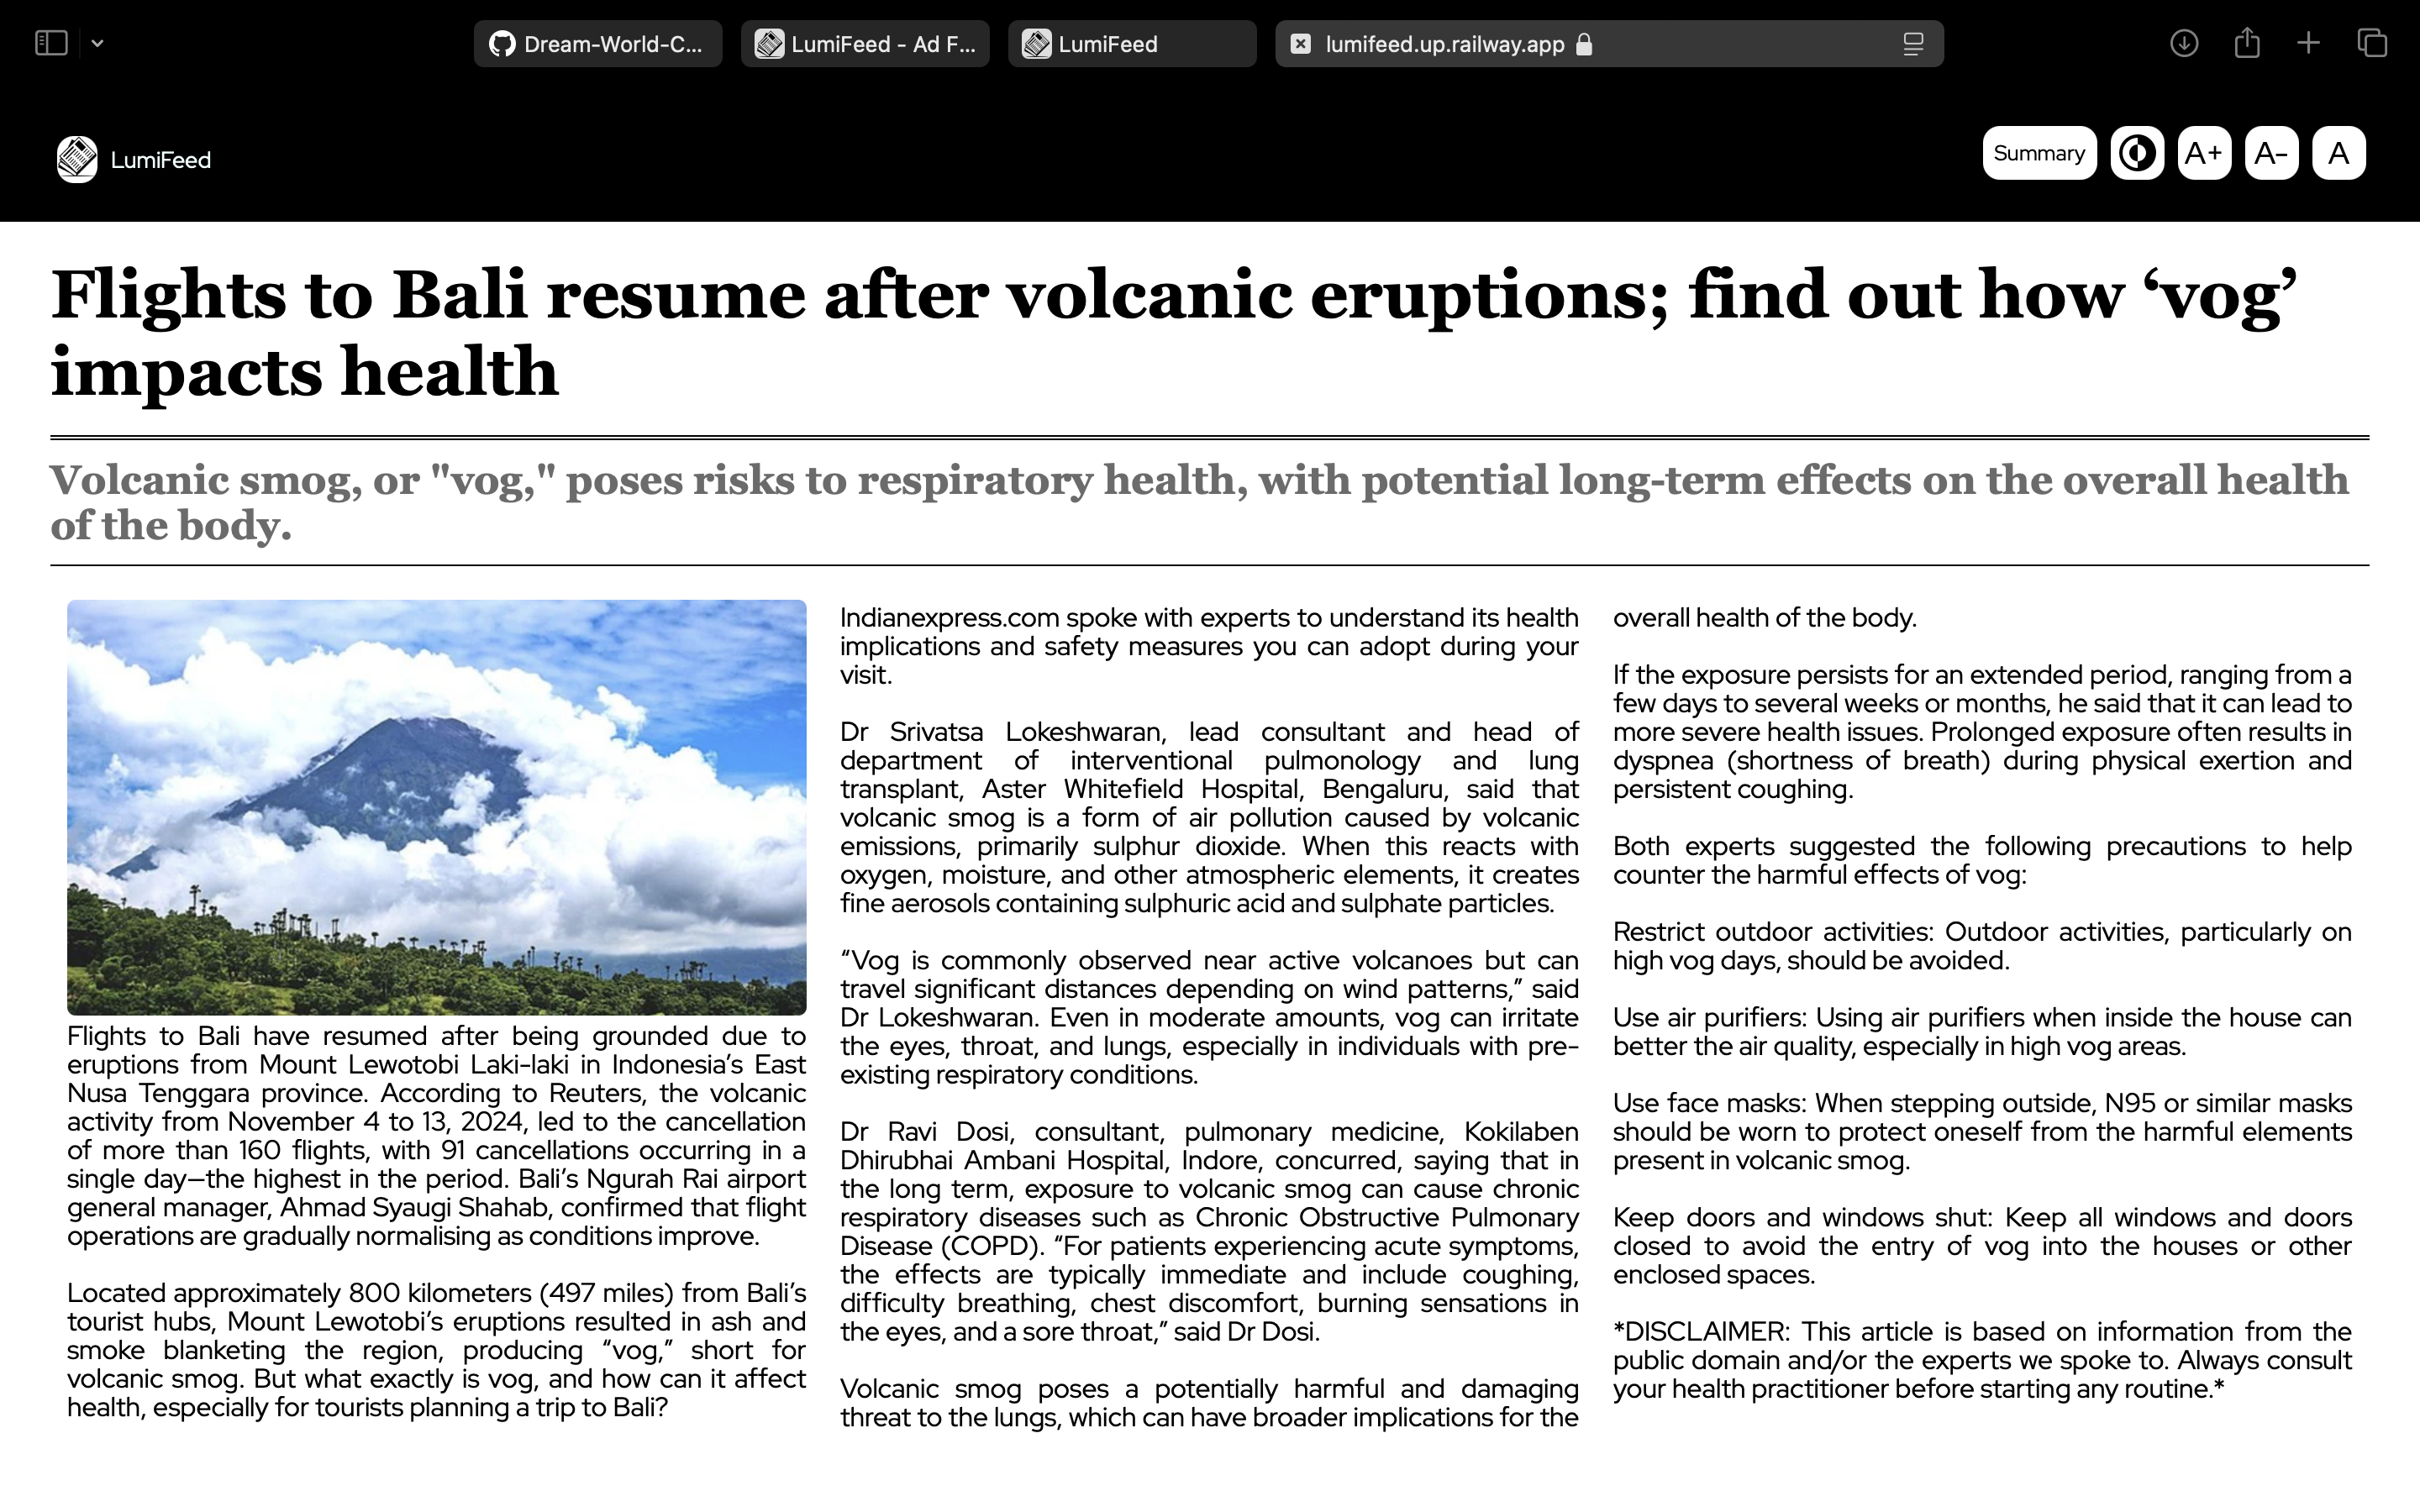 Dream-World-C...
LumiFeed - Ad F...
LumiFeed
lumifeed.up.railway.app
LumiFeed
Summary
A+
A-
A
Flights to Bali resume after volcanic eruptions; find out how ‘vog’
impacts health
Volcanic smog, or "vog," poses risks to respiratory health, with potential long-term effects on the overall health
of the body.
Flights to Bali have resumed after being grounded due to
eruptions from Mount Lewotobi Laki-laki in Indonesia’s East
Nusa Tenggara province. According to Reuters, the volcanic
activity from November 4 to 13, 2024, led to the cancellation
of more than 160 flights, with 91 cancellations occurring in a
single day—the highest in the period. Bali’s Ngurah Rai airport
general manager, Ahmad Syaugi Shahab, confirmed that flight
operations are gradually normalising as conditions improve.
Located approximately 800 kilometers (497 miles) from Bali’s
tourist hubs, Mount Lewotobi’s eruptions resulted in ash and
smoke blanketing the region, producing “vog,” short for
volcanic smog. But what exactly is vog, and how can it affect
health, especially for tourists planning a trip to Bali?
Indianexpress.com spoke with experts to understand its health
implications and safety measures you can adopt during your
visit.
Dr Srivatsa Lokeshwaran, lead consultant and head of
department of interventional pulmonology and lung
transplant, Aster Whitefield Hospital, Bengaluru, said that
volcanic smog is a form of air pollution caused by volcanic
emissions, primarily sulphur dioxide. When this reacts with
oxygen, moisture, and other atmospheric elements, it creates
fine aerosols containing sulphuric acid and sulphate particles.
“Vog is commonly observed near active volcanoes but can
travel significant distances depending on wind patterns,” said
Dr Lokeshwaran. Even in moderate amounts, vog can irritate
the eyes, throat, and lungs, especially in individuals with pre-
existing respiratory conditions.
Dr Ravi Dosi, consultant, pulmonary medicine, Kokilaben
Dhirubhai Ambani Hospital, Indore, concurred, saying that in
the long term, exposure to volcanic smog can cause chronic
respiratory diseases such as Chronic Obstructive Pulmonary
Disease (COPD). “For patients experiencing acute symptoms,
the effects are typically immediate and include coughing,
difficulty breathing, chest discomfort, burning sensations in
the eyes, and a sore throat,” said Dr Dosi.
Volcanic smog poses a potentially harmful and damaging
threat to the lungs, which can have broader implications for the
overall health of the body.
If the exposure persists for an extended period, ranging from a
few days to several weeks or months, he said that it can lead to
more severe health issues. Prolonged exposure often results in
dyspnea (shortness of breath) during physical exertion and
persistent coughing.
Both experts suggested the following precautions to help
counter the harmful effects of vog:
Restrict outdoor activities: Outdoor activities, particularly on
high vog days, should be avoided.
Use air purifiers: Using air purifiers when inside the house can
better the air quality, especially in high vog areas.
Use face masks: When stepping outside, N95 or similar masks
should be worn to protect oneself from the harmful elements
present in volcanic smog.
Keep doors and windows shut: Keep all windows and doors
closed to avoid the entry of vog into the houses or other
enclosed spaces.
*DISCLAIMER: This article is based on information from the
public domain and/or the experts we spoke to. Always consult
your health practitioner before starting any routine.*